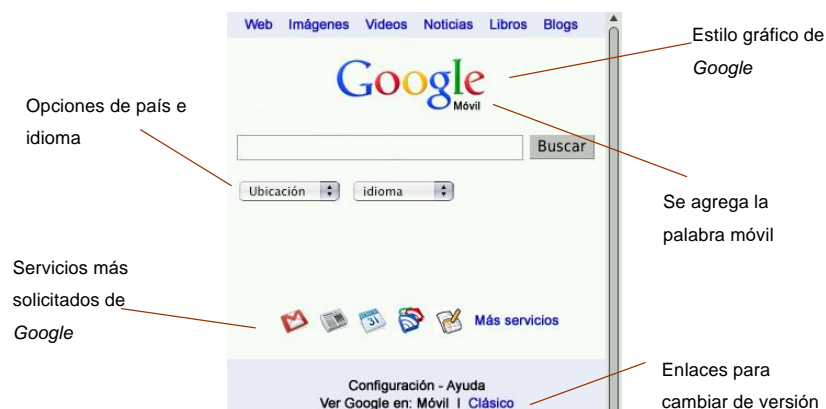 Web Imágenes Videos Noticias Libros Blogs
Estilo gráfico de
Google
Google
Móvil
Opciones de país e
idioma
Buscar
Ubicación idioma
Se agrega la
palabra móvil
Servicios más
solicitados de
Google
31
Más servicios
Enlaces para
cambiar de versión
Configuración - Ayuda
Ver Google en: Móvil | Clásico